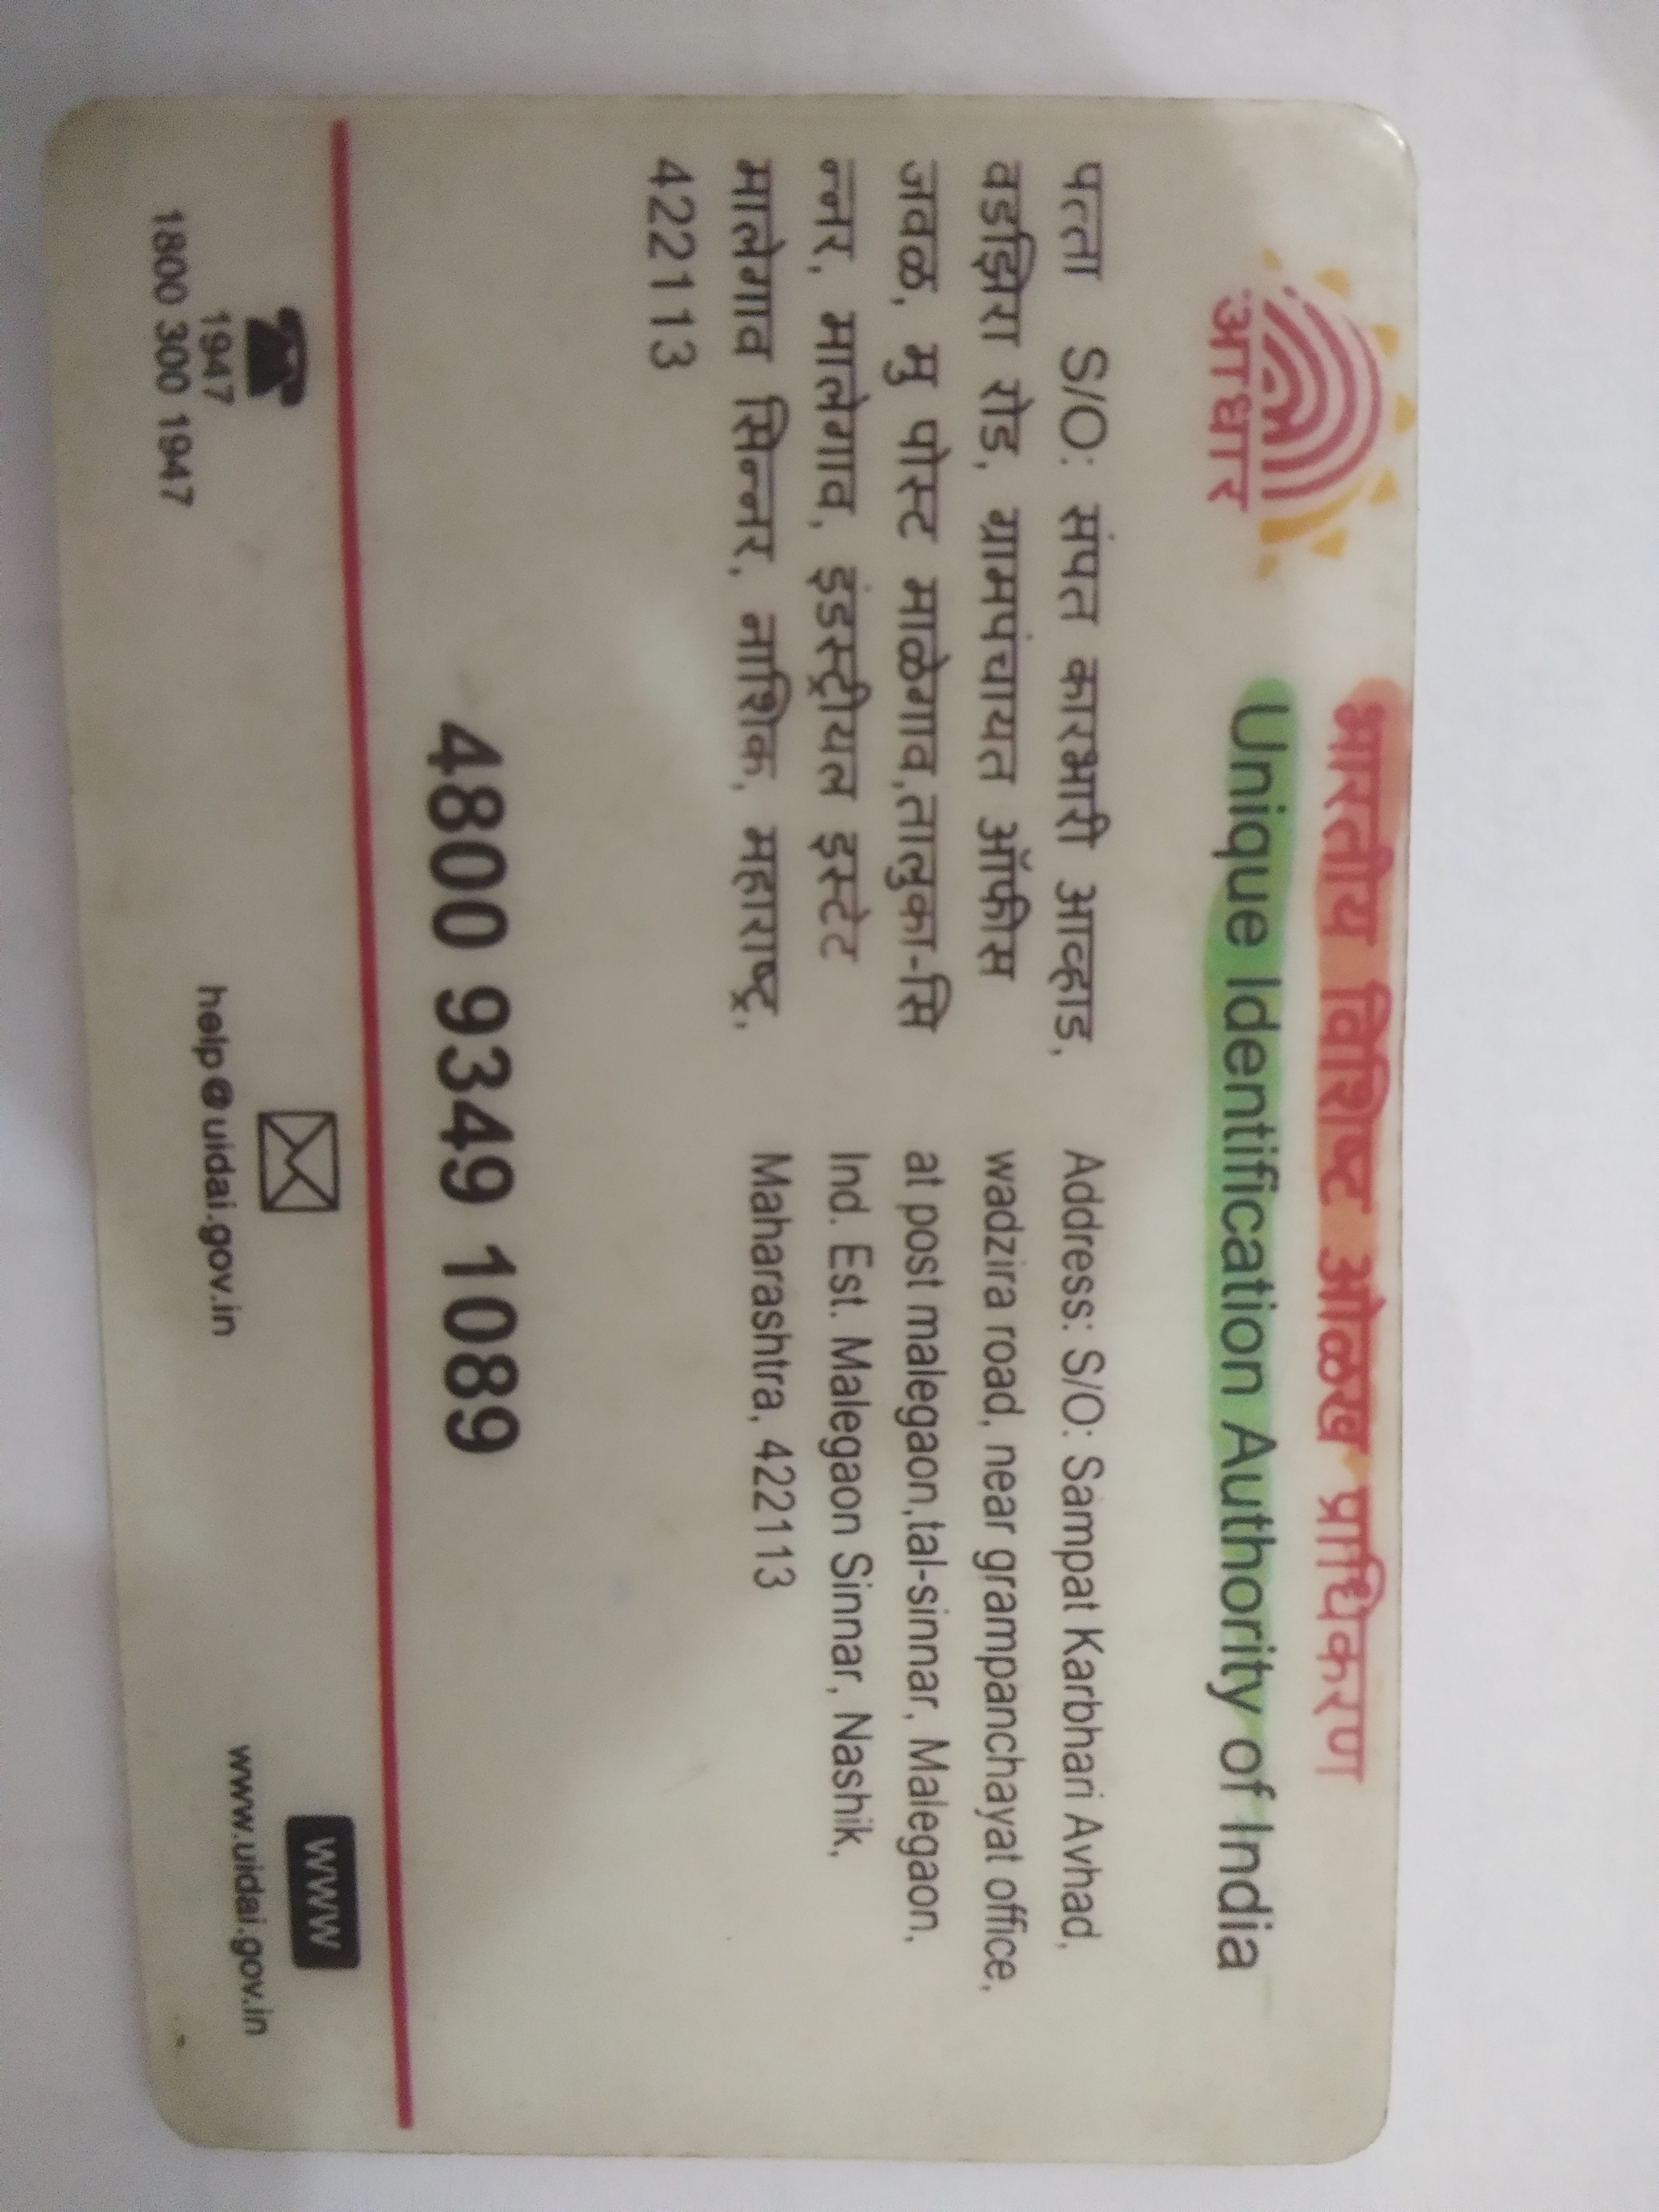 आधार
भारतीय विशिष्ट ओळख प्राधिकरण
Unique Identification Authority of India
पत्ता S/O: संपत कारभारी आव्हाड,
वडझिरा रोड, ग्रामपंचायत ऑफीस
जवळ, मु पोस्ट माळेगाव,तालुका-सि
न्नर, मालेगाव, इंडस्ट्रीयल इस्टेट
मालेगाव सिन्नर, नाशिक, महाराष्ट्र,
422113
Address: S/O: Sampat Karbhari Avhad,
wadzira road, near grampanchayat office,
at post malegaon,tal-sinnar, Malegaon,
Ind. Est. Malegaon Sinnar, Nashik,
Maharashtra, 422113
4800 9349 1089
1947
1800 300 1947
help@uidai.gov.in
WWW
www.uidai.gov.in